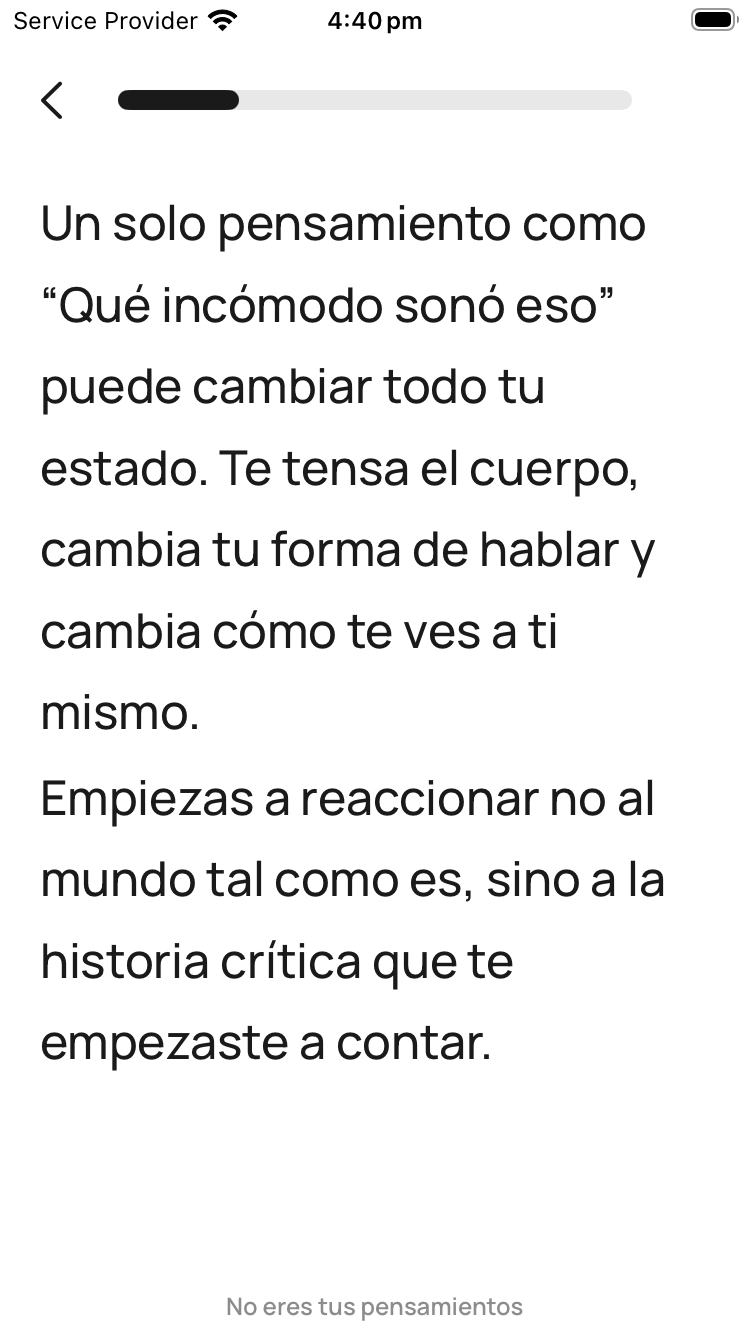 Service Provider 4:40 pm
Un solo pensamiento como
“Qué incómodo sonó eso”
puede cambiar todo tu
estado. Te tensa el cuerpo,
cambia tu forma de hablar y
cambia cómo te ves a ti
mismo.
Empiezas a reaccionar no al
mundo tal como es, sino a la
historia crítica que te
empezaste a contar.
No eres tus pensamientos